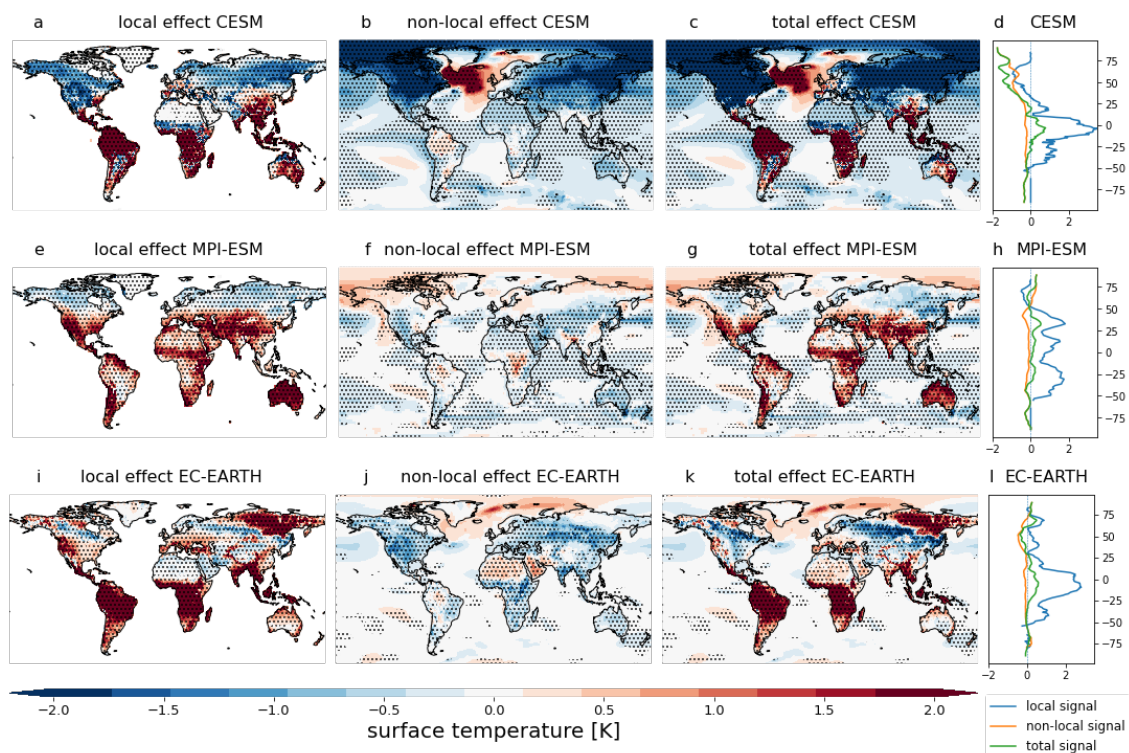 a local effect CESM b non-local effect CESM c total effect CESM d CESM
75
50
25
0
−25
−50
−75
−2 0 2
e local effect MPI-ESM f non-local effect MPI-ESM g total effect MPI-ESM h MPI-ESM
75
50
25
0
−25
−50
−75
−2 0 2
i local effect EC-EARTH j non-local effect EC-EARTH k total effect EC-EARTH l EC-EARTH
75
50
25
0
−25
−50
−75
0 2
−2.0 −1.5 −1.0 −0.5 0.0 0.5 1.0 1.5 2.0
surface temperature [K]
local signal
non-local signal
total signal